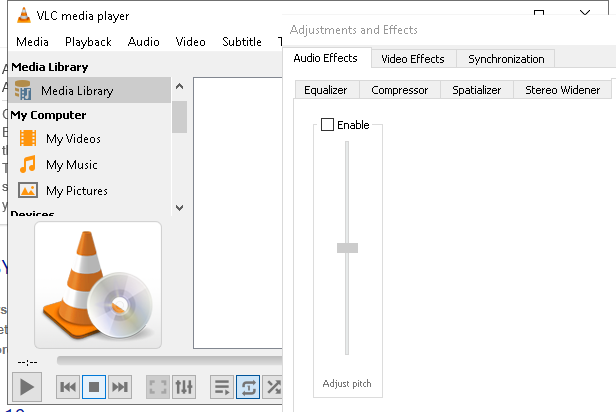 VLC media player
Media Playback Audio Video Subtitle T
Adjustments and Effects
Audio Effects Video Effects Synchronization
Equalizer Compressor Spatializer Stereo Widener
Enable
Adjust pitch
Media Library
Media Library
My Computer
My Videos
My Music
My Pictures
Devices
--:--